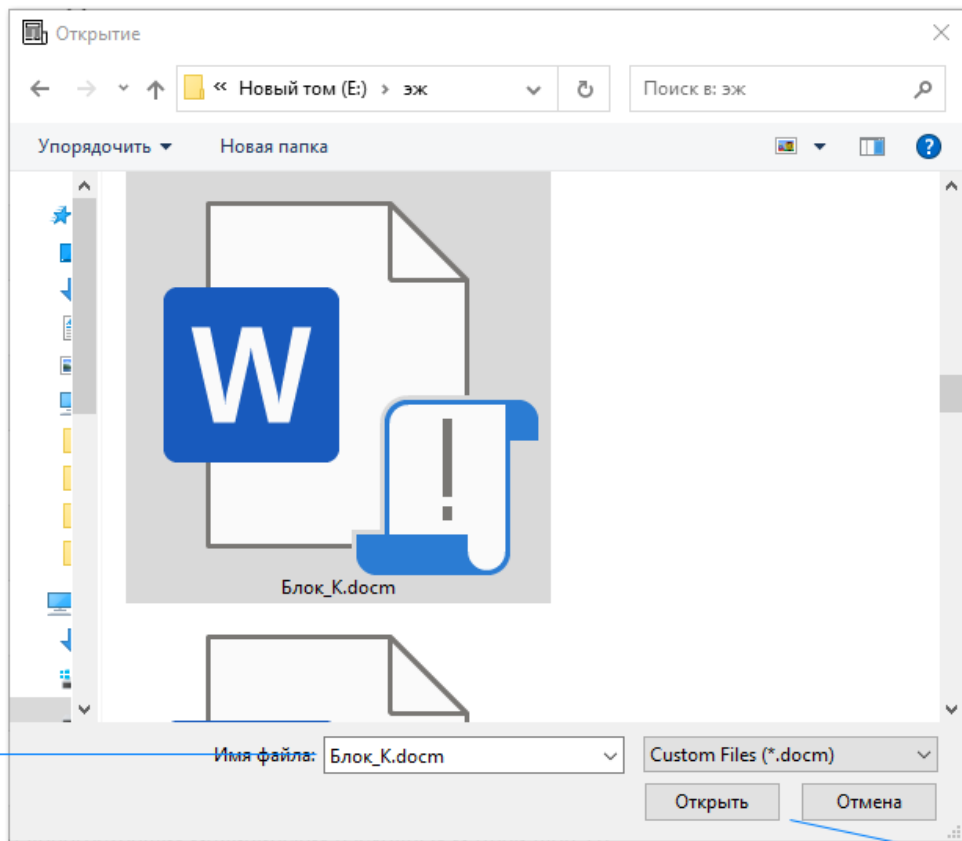 Открытие
« Новый том (E:) › эж
Поиск в: эж
Упорядочить
Новая папка
?
W
!
Блок_К.docm
Имя файла:
Блок_К.docm
Custom Files (*.docm)
Открыть
Отмена